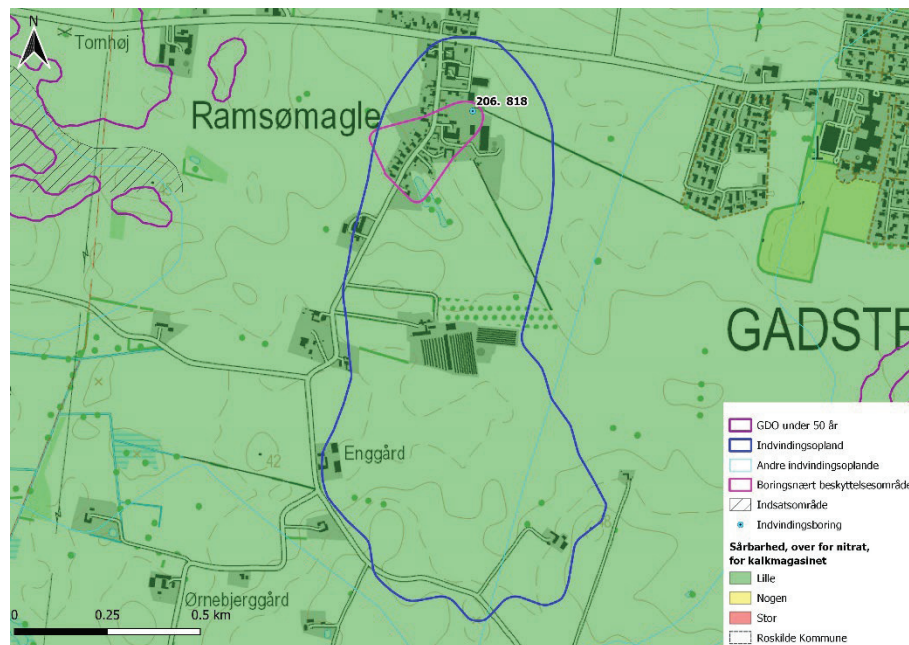 N
Tornhøj
206. 818
Ramsømagle
45
GADSTR
Enggård
42
Ørnebjerggård
0 0.25 0.5 km
GDO under 50 år
Indvindingsopland
Andre indvindingsoplande
Boringsnært beskyttelsesområde
Indsatsområde
Indvindingsboring
Sårbarhed, over for nitrat,
for kalkmagasinet
Lille
Nogen
Stor
Roskilde Kommune